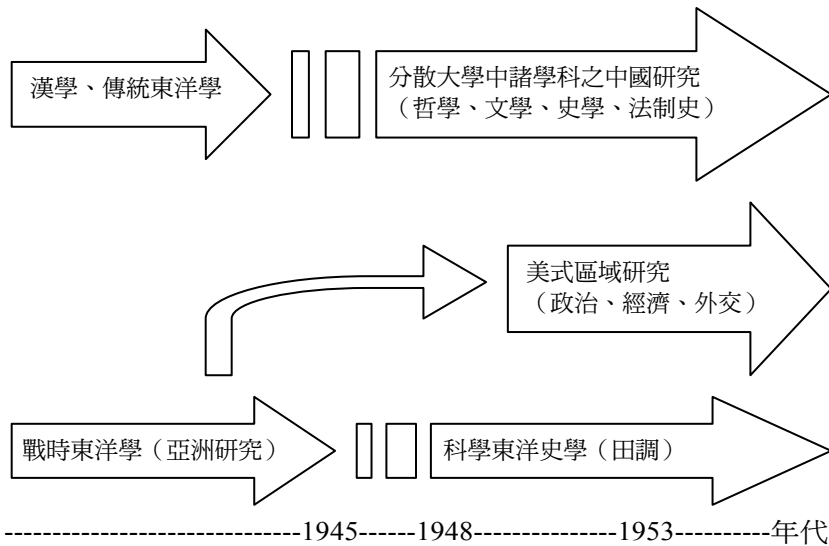 漢學、傳統東洋學
分散大學中諸學科之中國研究
（哲學、文學、史學、法制史）
美式區域研究
（政治、經濟、外交）
戰時東洋學（亞洲研究）
科學東洋史學（田調）
------------------------------1945------1948---------------1953----------年代